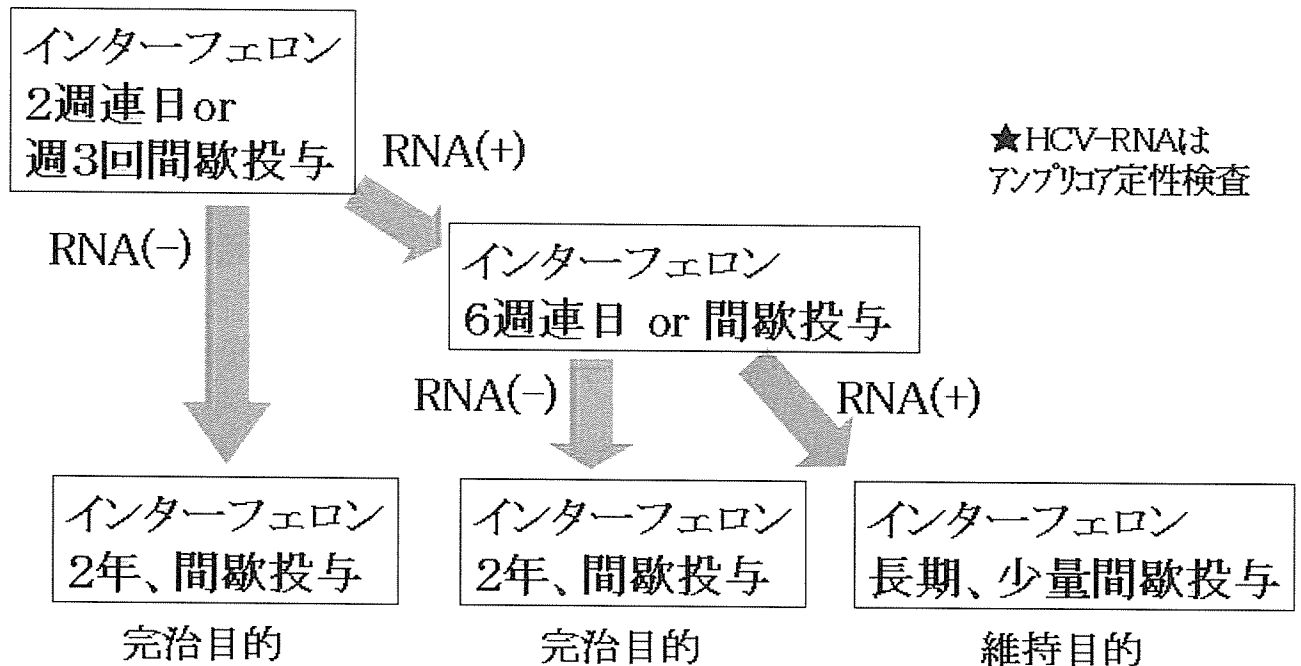 インターフェロン
2週連日or
週3回間歇投与
RNA(+)
★HCV-RNAは
アンプリコア定性検査
RNA(-)
インターフェロン
6週連日 or 間歇投与
RNA(-)
RNA(+)
インターフェロン
2年、間歇投与
完治目的
インターフェロン
2年、間歇投与
完治目的
インターフェロン
長期、少量間歇投与
維持目的